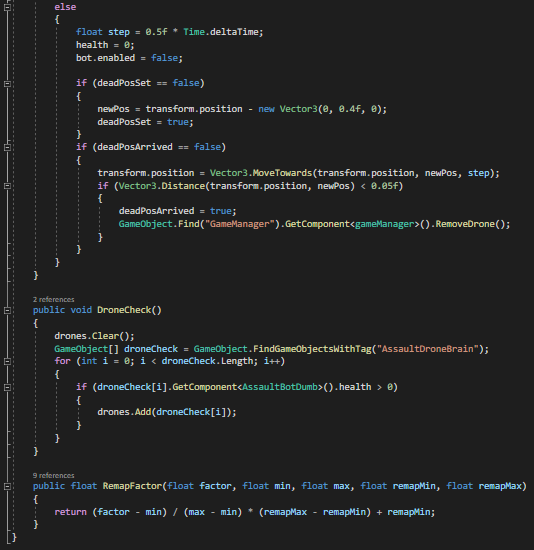 else
{
float step = 0.5f * Time.deltaTime;
health = 0;
bot.enabled = false;
if (deadPosSet == false)
{
newPos = transform.position - new Vector3(0, 0.4f, 0);
deadPosSet = true;
}
if (deadPosArrived == false)
{
transform.position = Vector3.MoveTowards(transform.position, newPos, step);
if (Vector3.Distance(transform.position, newPos) < 0.05f)
{
deadPosArrived = true;
GameObject.Find("GameManager").GetComponent<gameManager>().RemoveDrone();
}
}
}
}
2 references
public void DroneCheck()
{
drones.Clear();
GameObject[] droneCheck = GameObject.FindGameObjectsWithTag("AssaultDroneBrain");
for (int i = 0; i < droneCheck.Length; i++)
{
if (droneCheck[i].GetComponent<AssaultBotDumb>().health > 0)
{
drones.Add(droneCheck[i]);
}
}
}
9 references
public float RemapFactor(float factor, float min, float max, float remapMin, float remapMax)
{
return (factor - min) / (max - min) * (remapMax - remapMin) + remapMin;
}
}